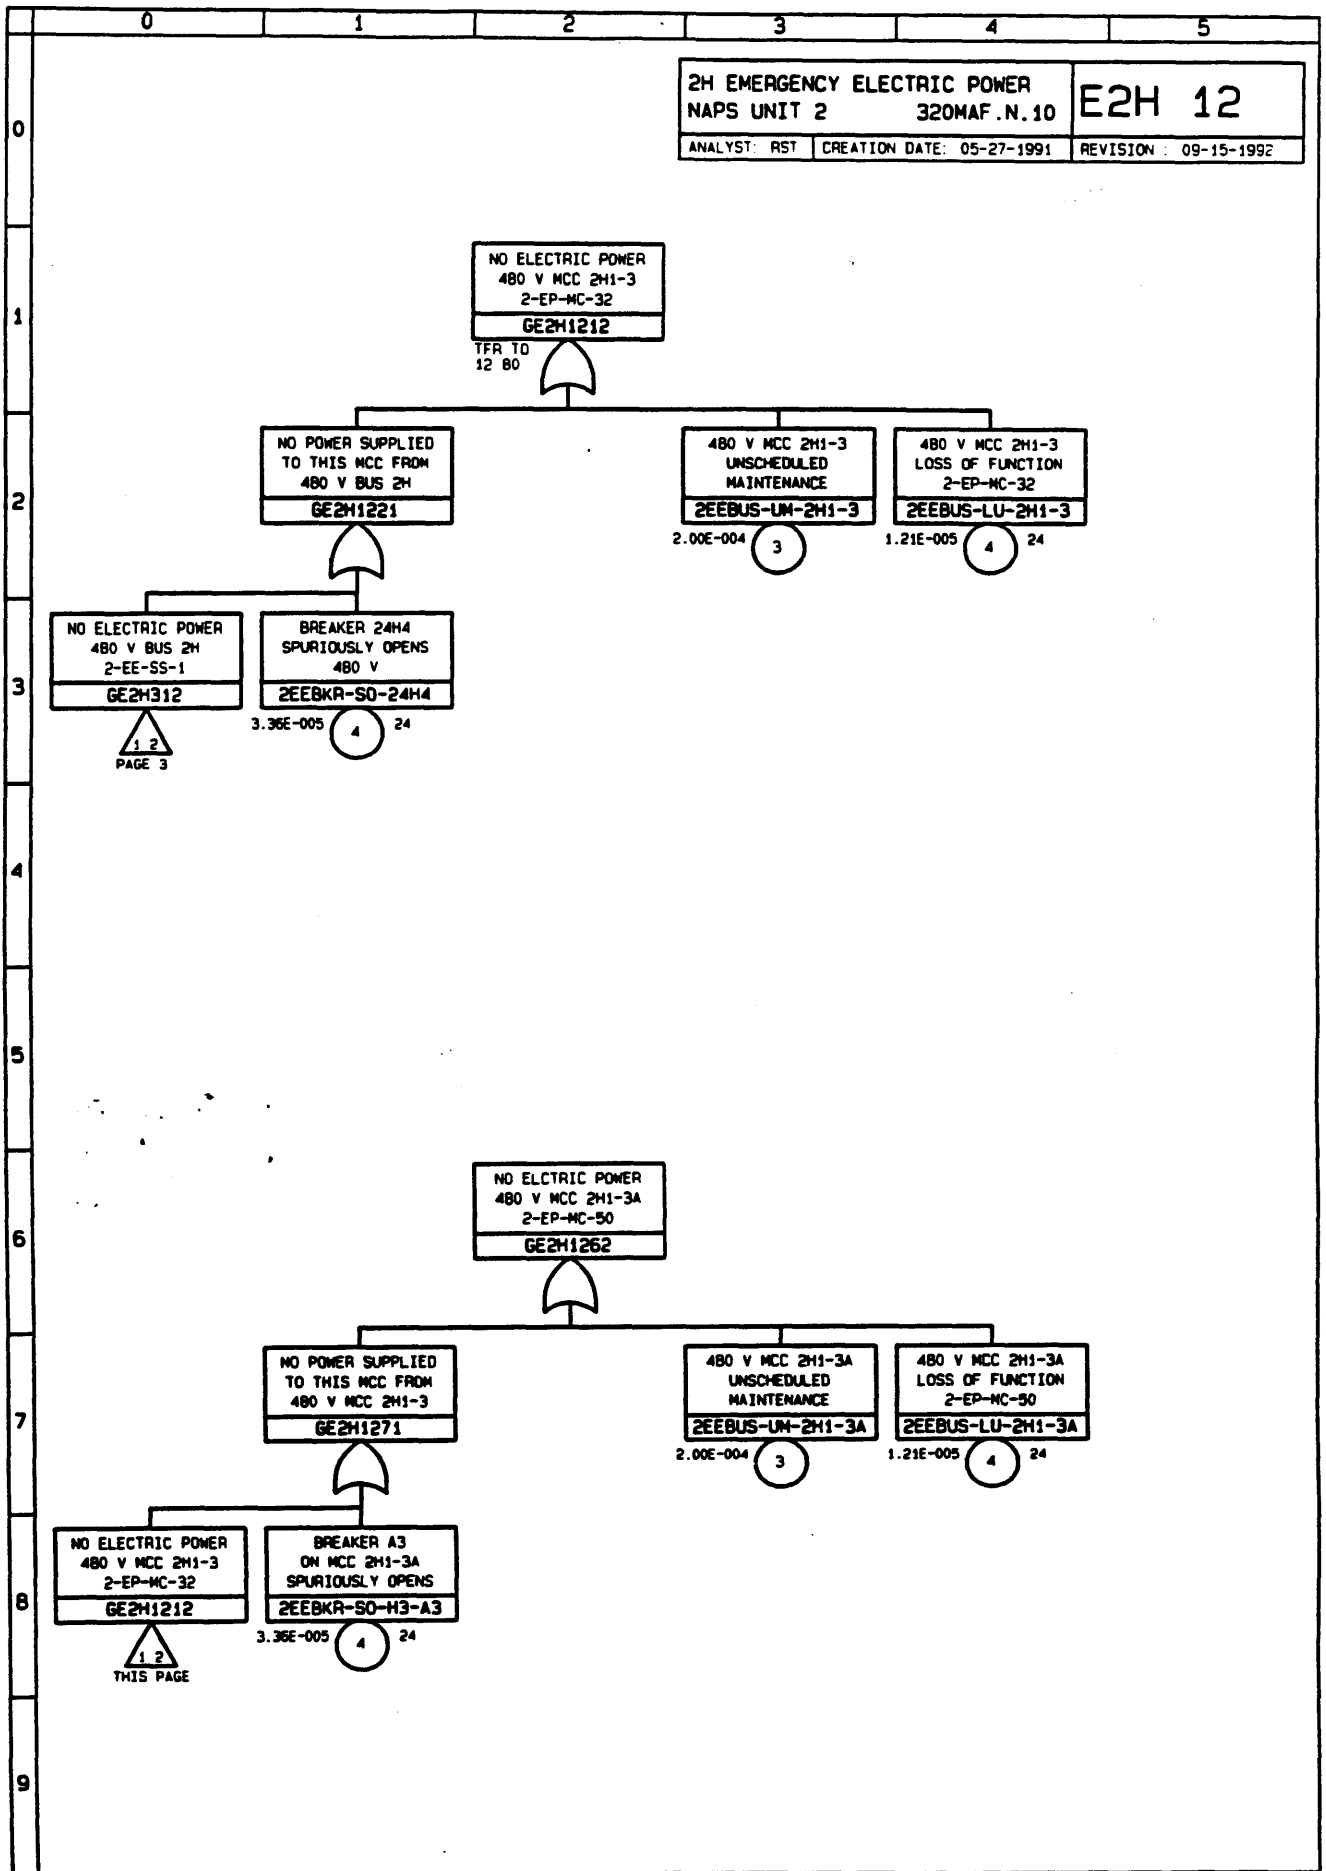 0 1 2 3 4 5
2H EMERGENCY ELECTRIC POWER
NAPS UNIT 2 320MAF.N.10
E2H 12
ANALYST: RST CREATION DATE: 05-27-1991 REVISION : 09-15-1992
0
1
NO ELECTRIC POWER
480 V MCC 2H1-3
2-EP-MC-32
GE2H1212
TFR TO
12 80
2
NO POWER SUPPLIED
TO THIS MCC FROM
480 V BUS 2H
GE2H1221
480 V MCC 2H1-3
UNSCHEDULED
MAINTENANCE
2EEBUS-UM-2H1-3
2.00E-004 3
480 V MCC 2H1-3
LOSS OF FUNCTION
2-EP-MC-32
2EEBUS-LU-2H1-3
1.21E-005 4 24
3
NO ELECTRIC POWER
480 V BUS 2H
2-EE-SS-1
GE2H312
1 2
PAGE 3
BREAKER 24H4
SPURIOUSLY OPENS
480 V
2EEBKR-SO-24H4
3.36E-005 4 24
4
5
6
NO ELCTRIC POWER
480 V MCC 2H1-3A
2-EP-MC-50
GE2H1262
7
NO POWER SUPPLIED
TO THIS MCC FROM
480 V MCC 2H1-3
GE2H1271
480 V MCC 2H1-3A
UNSCHEDULED
MAINTENANCE
2EEBUS-UM-2H1-3A
2.00E-004 3
480 V MCC 2H1-3A
LOSS OF FUNCTION
2-EP-MC-50
2EEBUS-LU-2H1-3A
1.21E-005 4 24
8
NO ELECTRIC POWER
480 V MCC 2H1-3
2-EP-MC-32
GE2H1212
1 2
THIS PAGE
BREAKER A3
ON MCC 2H1-3A
SPURIOUSLY OPENS
2EEBKR-SO-H3-A3
3.36E-005 4 24
9